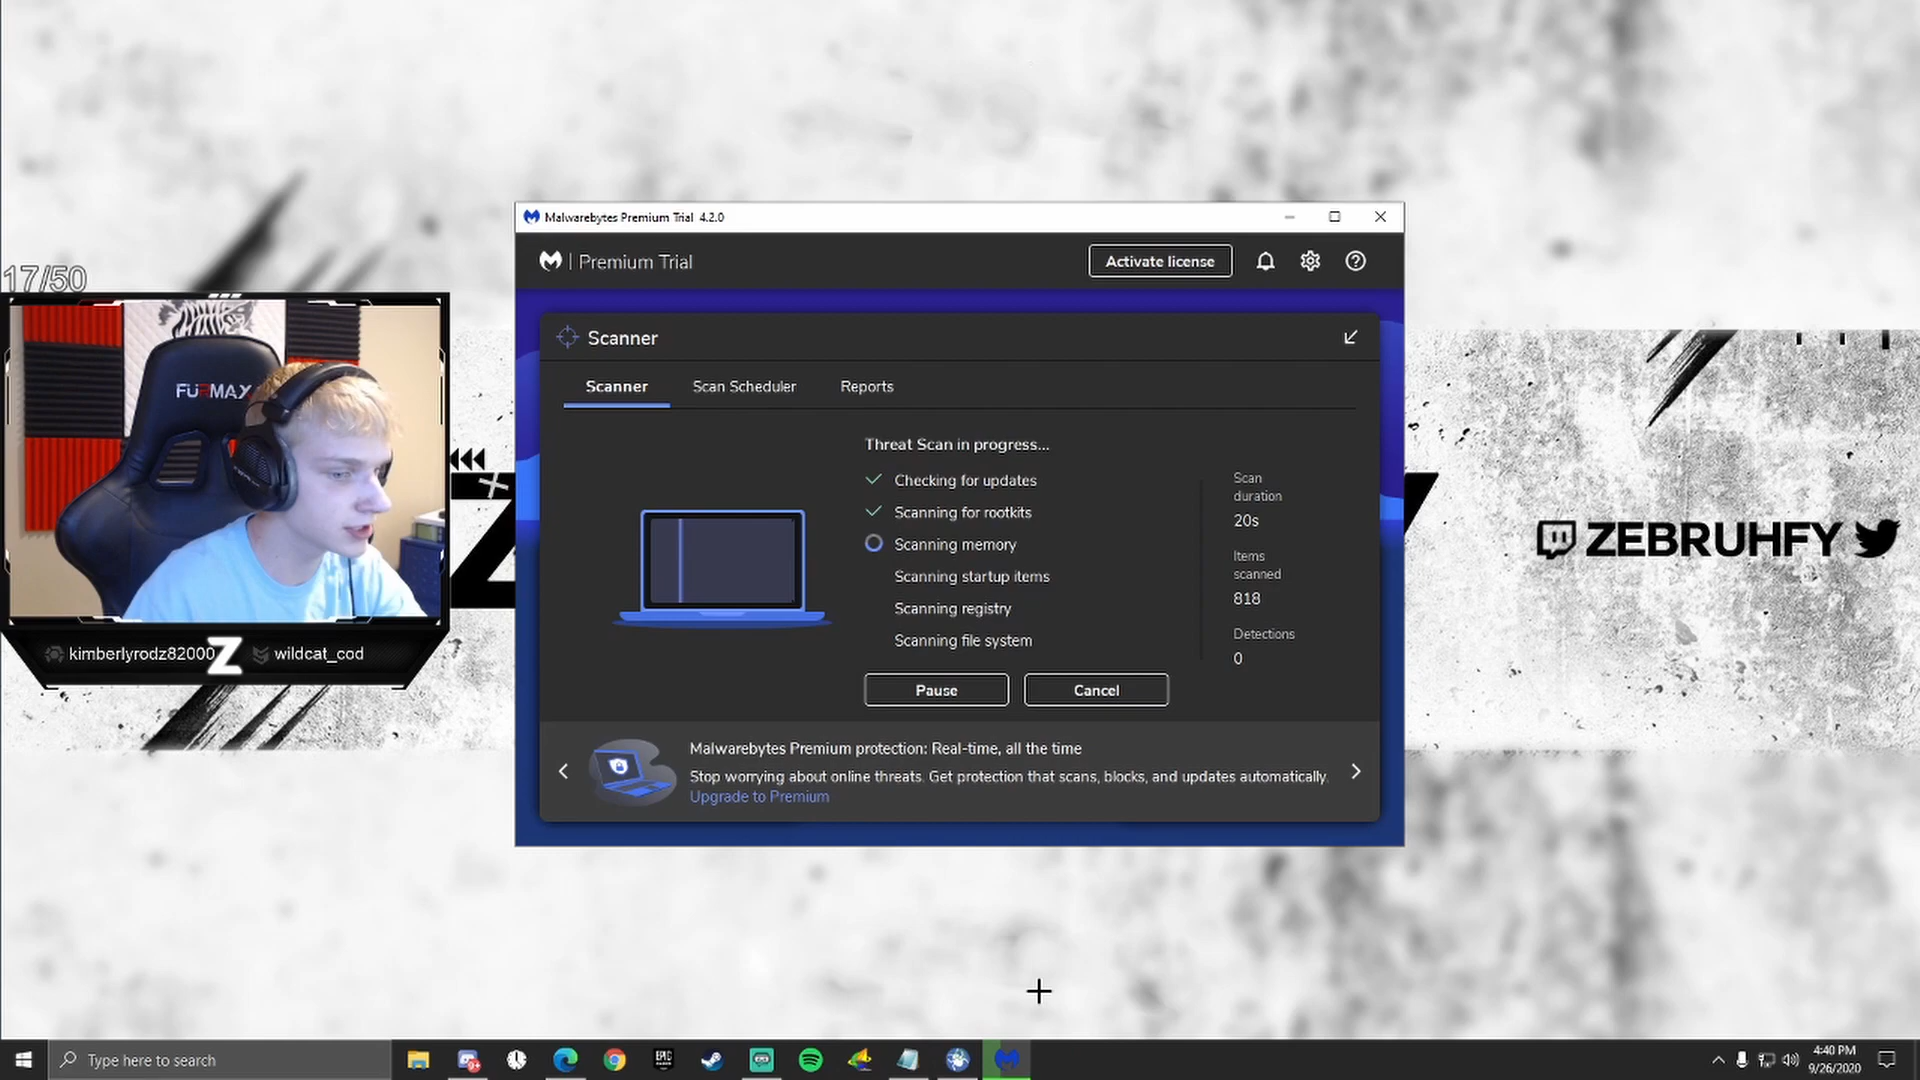 Malwarebytes Premium Trial 4.2.0
Premium Trial
Activate license
17/50
Scanner
Scanner
Scan Scheduler
Reports
FURMAX
Threat Scan in progress...
Checking for updates
Scanning for rootkits
Scanning memory
Scanning startup items
Scanning registry
Scanning file system
Scan
duration
20s
Items
scanned
818
Detections
0
Pause
Cancel
ZEBRUHFY
kimberlyrodz82000
Z
wildcat_cod
Malwarebytes Premium protection: Real-time, all the time
Stop worrying about online threats. Get protection that scans, blocks, and updates automatically.
Upgrade to Premium
Type here to search
EPIC
4:40 PM
9/26/2020